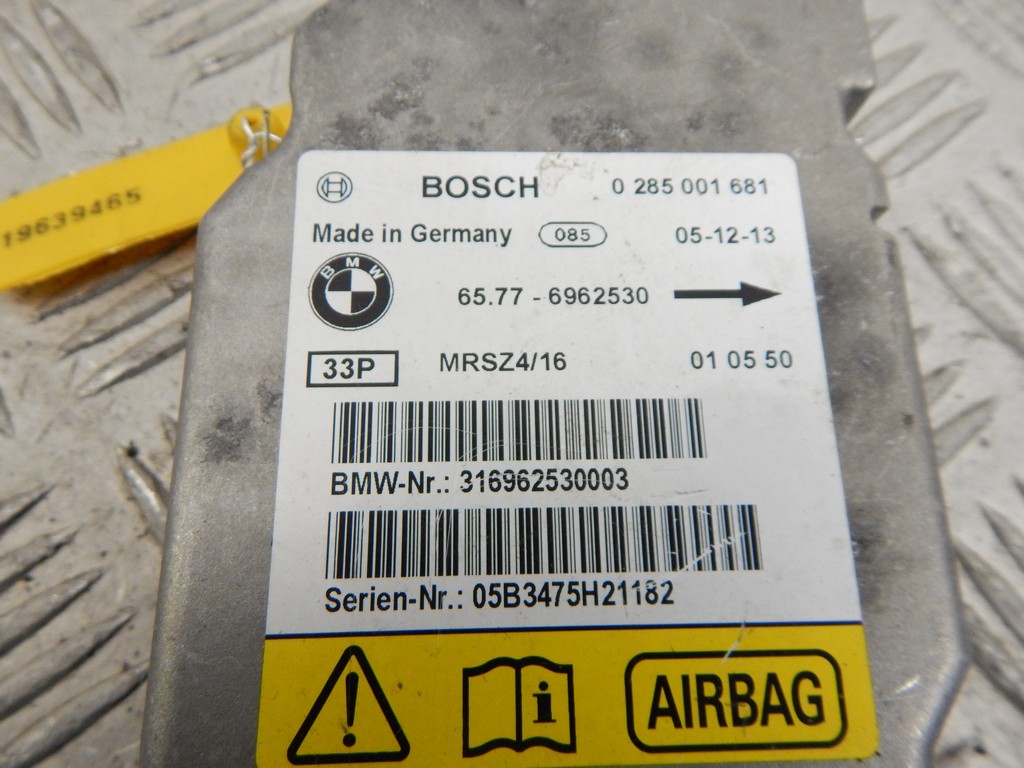 BOSCH 0 285 001 681
Made in Germany 085 05-12-13
BMW
65.77 - 6962530
33P MRSZ4/16 01 05 50
BMW-Nr.: 316962530003
Serien-Nr.: 05B3475H21182
! i AIRBAG
19639465